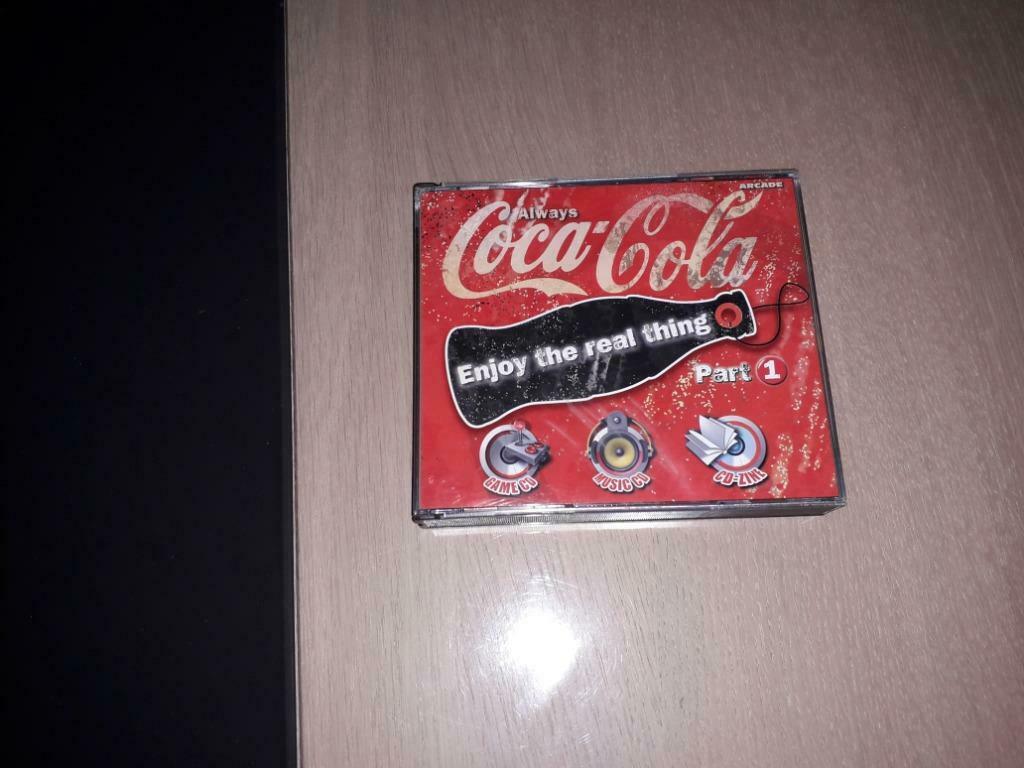 ARCADE
Always
Coca-Cola
Enjoy the real thing
Part 1
GAME CD
MUSIC CD
CD-ZINE